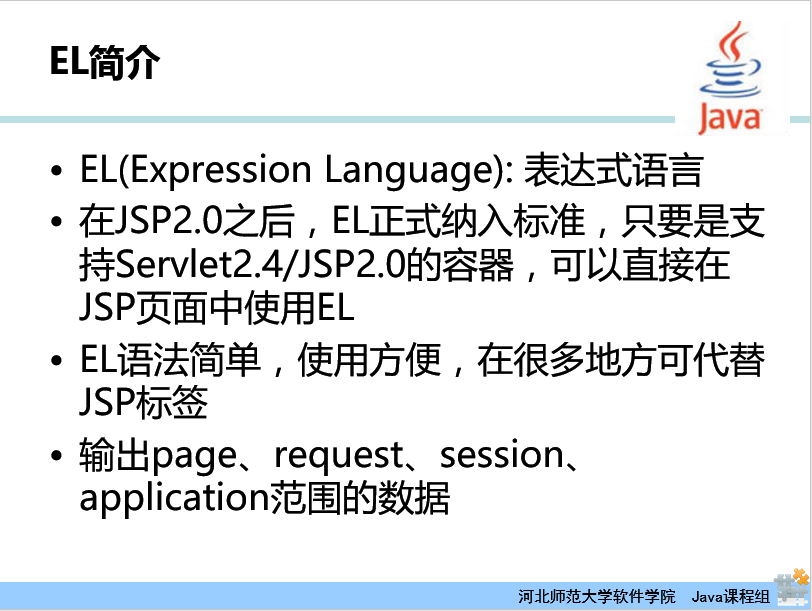 EL简介
Java
• EL(Expression Language): 表达式语言
• 在JSP2.0之后，EL正式纳入标准，只要是支
持Servlet2.4/JSP2.0的容器，可以直接在
JSP页面中使用EL
• EL语法简单，使用方便，在很多地方可代替
JSP标签
• 输出page、request、session、
application范围的数据
河北师范大学软件学院 Java课程组